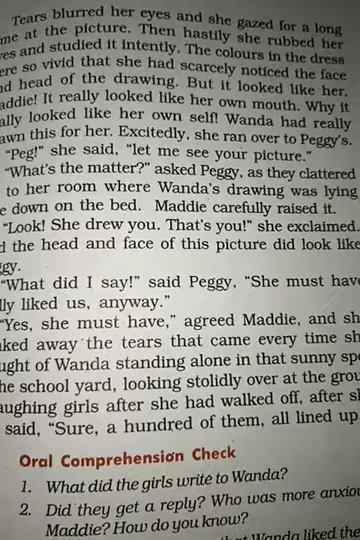 Tears blurred her eyes and she gazed for a long
me at the picture. Then hastily she rubbed her
yes and studied it intently. The colours in the dress
ere so vivid that she had scarcely noticed the face
nd head of the drawing. But it looked like her,
addie! It really looked like her own mouth. Why it
ally looked like her own self! Wanda had really
awn this for her. Excitedly, she ran over to Peggy's.
"Peg!" she said, "let me see your picture."
"What's the matter?" asked Peggy, as they clattered
to her room where Wanda's drawing was lying
e down on the bed. Maddie carefully raised it.
"Look! She drew you. That's you!" she exclaimed.
d the head and face of this picture did look like
ggy.
"What did I say!" said Peggy, "She must have
lly liked us, anyway."
"Yes, she must have," agreed Maddie, and sh
nked away the tears that came every time sh
ught of Wanda standing alone in that sunny spo
he school yard, looking stolidly over at the grou
aughing girls after she had walked off, after sh
said, "Sure, a hundred of them, all lined up
Oral Comprehension Check
1. What did the girls write to Wanda?
2. Did they get a reply? Who was more anxiou
Maddie? How do you know?
Wanda liked the